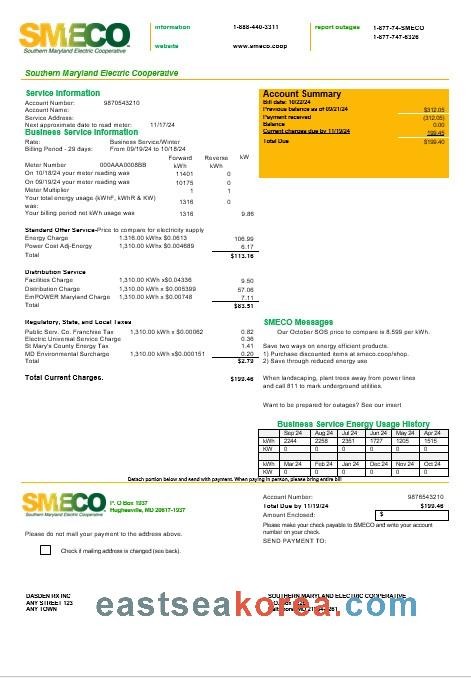 SMECO
Southern Maryland Electric Cooperative
information 1-888-440-3311
website www.smeco.coop
report outages 1-877-74-SMECO
1-877-747-6326
Southern Maryland Electric Cooperative
Service Information
Account Number: 9870543210
Account Name:
Service Address:
Next approximate date to read meter: 11/17/24
Business Service Information
Rate: Business Service/Winter
Billing Period - 29 days: From 09/19/24 to 10/18/24
Forward Reverse kW
Meter Number 000AAA0008BB kWh kWh
On 10/18/24 your meter reading was 11401 0
On 09/19/24 your meter reading was 10175 0
Meter Multiplier 1 1
Your total energy usage (kWhF, kWhR & KW) was: 1316 0
Your billing period net kWh usage was 1316 9.86
Account Summary
Bill date: 10/22/24
Previous balance as of 09/21/24 $312.05
Payment received (312.05)
Balance 0.00
Current charges due by 11/19/24 199.45
Total Due $199.40
Standard Offer Service-Price to compare for electricity supply
Energy Charge 1,316.00 kWhx $0.0613 106.99
Power Cost Adj-Energy 1,310.00 kWh x $0.004689 6.17
Total $113.16
Distribution Service
Facilities Charge 1,310.00 KWh x$0.04336 9.50
Distribution Charge 1,310.00 KWh x $0.005399 57.06
EmPOWER Maryland Charge 1,310.00 KWh x $0.00748 7.11
Total $83.51
Regulatory, State, and Local Taxes
Public Serv. Co. Franchise Tax 1,310.00 kWh x $0.00062 0.82
Electric Universal Service Charge 0.36
St Mary's County Energy Tax 1.41
MD Environmental Surcharge 1,310.00 kWh x$0.000151 0.20
Total $2.79
Total Current Charges. $199.46
SMECO Messages
Our October SOS price to compare is 8.599 per kWh.
Save two ways on energy efficient products.
1) Purchase discounted items at smeco.coop/shop.
2) Save through reduced energy use
When landscaping, plant trees away from power lines
and call 811 to mark underground utilities.
Want to be prepared for outages? See our insert
Business Service Energy Usage History
Sep 24 Aug 24 Jul 24 Jun 24 May 24 Apr 24
kWh 2244 2258 2351 1727 1205 1515
KW 0 0 0 0 0 0
Mar 24 Feb 24 Jan 24 Dec 24 Nov 24 Oct 24
kWh
KW 0 0 0 0 0 0
Detach portion below and send with payment. When paying in person, please bring entire bill
SMECO
Southern Maryland Electric Cooperative
P. O Box 1937
Hughesville, MD 20617-1937
Please do not mail your payment to the address above.
Check if mailing address is changed (see back).
Account Number: 9876543210
Total Due by 11/19/24 $199.46
Amount Enclosed: $
Please make your check payable to SMECO and write your account
number on your check.
SEND PAYMENT TO:
DASDEN RX INC
ANY STREET 123
ANY TOWN
SOUTHERN MARYLAND ELECTRIC COOPERATIVE
eastseakorea.com